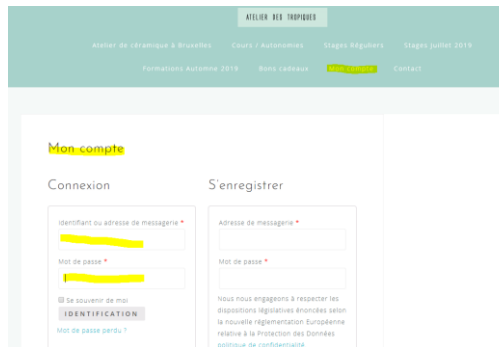 ATELIER DES TROPIQUES
Atelier de céramique à Bruxelles Cours / Autonomies Stages Réguliers Stages juillet 2019
Formations Automne 2019 Bons cadeaux Mon compte Contact
Mon compte
Connexion
Identifiant ou adresse de messagerie *
Mot de passe *
Se souvenir de moi
IDENTIFICATION
Mot de passe perdu ?
S'enregistrer
Adresse de messagerie *
Mot de passe *
Nous nous engageons à respecter les
dispositions législatives énoncées selon
la nouvelle réglementation Européenne
relative à la Protection des Données
politique de confidentialité